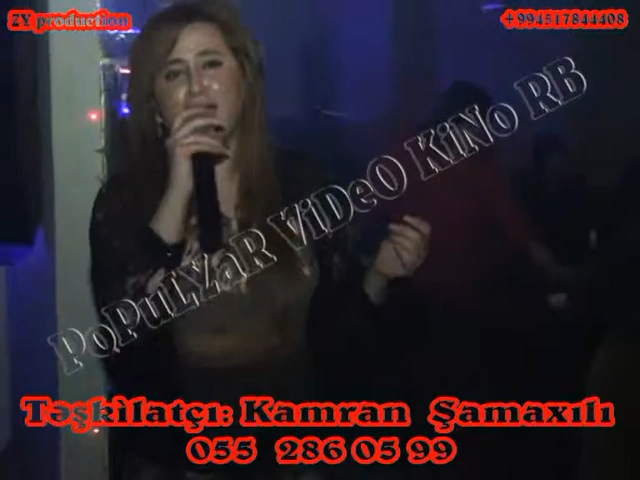 ZY production
+994517844408
PoPuLYaR ViDeO KiNo RB
Təşkilatçı: Kamran Şamaxılı
055 286 05 99